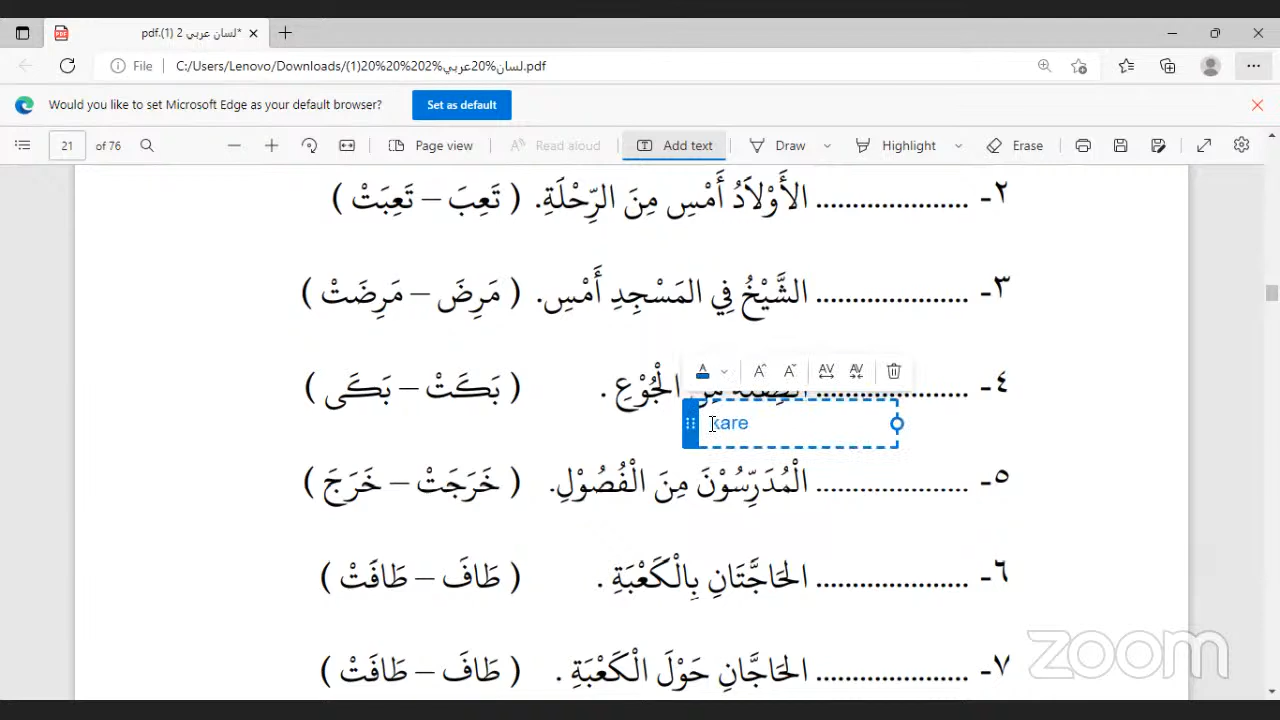 لسان عربي 2 (1).pdf*
File C:/Users/Lenovo/Downloads/(1)20%20%202%لسان%20عربي.pdf
Would you like to set Microsoft Edge as your default browser? Set as default
21 of 76 Page view Read aloud Add text Draw Highlight Erase
٢- ..................... الأَوْلاَدُ أَمْسِ مِنَ الرِّحْلَةِ. ( تَعِبَ – تَعِبَتْ )
٣- ..................... الشَّيْخُ فِي المَسْجِدِ أَمْسِ. ( مَرِضَ – مَرِضَتْ )
٤- ..................... الْجُوْعِ . ( بَكَتْ – بَكَى )
kare
٥- ..................... الْمُدَرِّسُوْنَ مِنَ الْفُصُوْلِ. ( خَرَجَتْ – خَرَجَ )
٦- ..................... الحَاجَّتَانِ بِالْكَعْبَةِ . ( طَافَ – طَافَتْ )
٧- ..................... الحَاجَّانِ حَوْلَ الْكَعْبَةِ . ( طَافَ – طَافَتْ )
zoom